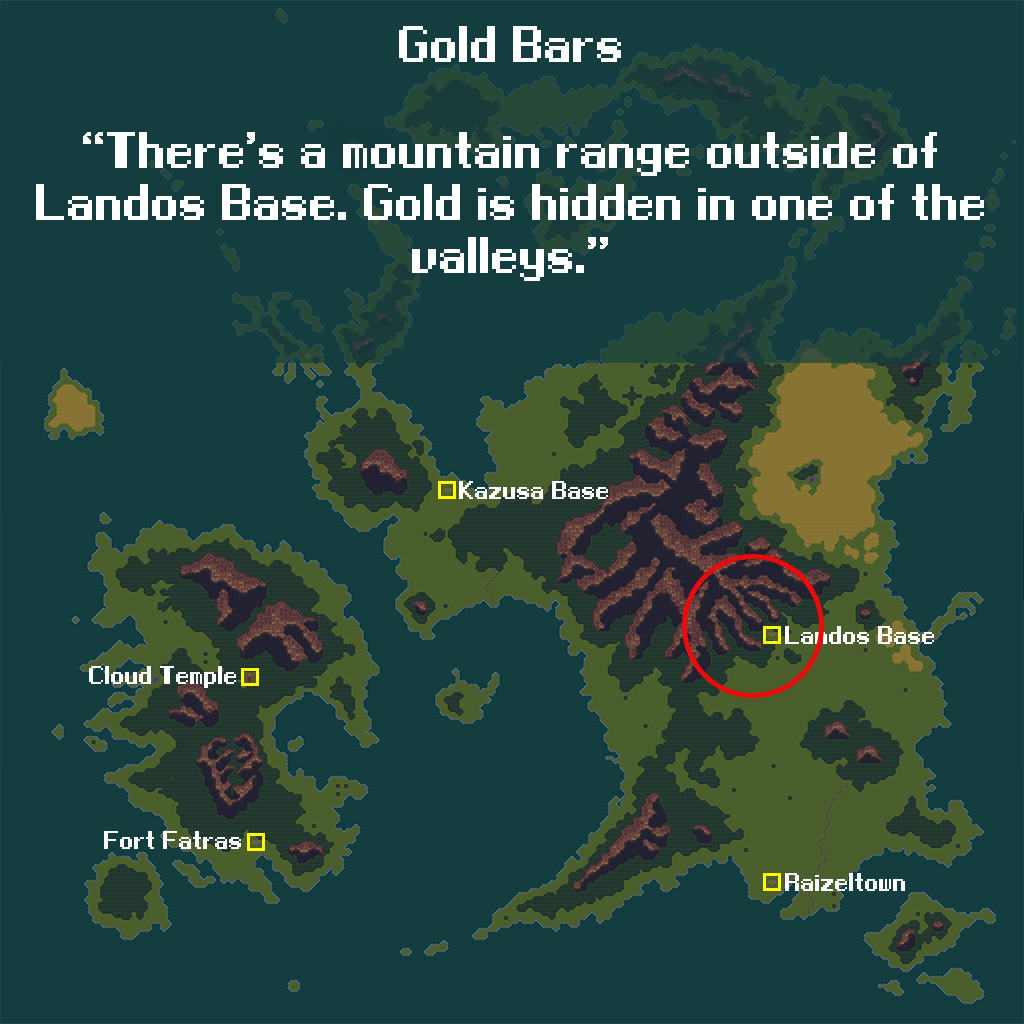 Gold Bars
“There’s a mountain range outside of
Landos Base. Gold is hidden in one of the
valleys.”
Kazusa Base
Landos Base
Cloud Temple
Fort Fatras
Raizeltown